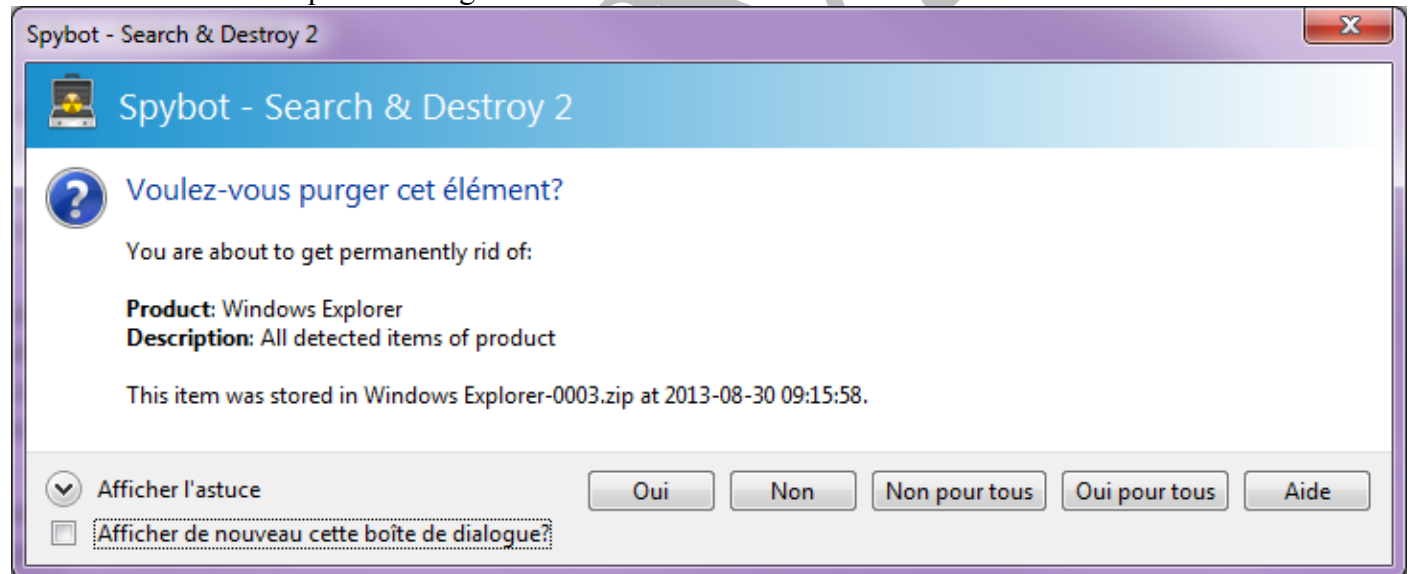 Spybot - Search & Destroy 2
Spybot - Search & Destroy 2
Voulez-vous purger cet élément?
You are about to get permanently rid of:
Product: Windows Explorer
Description: All detected items of product
This item was stored in Windows Explorer-0003.zip at 2013-08-30 09:15:58.
Afficher l'astuce Oui Non Non pour tous Oui pour tous Aide
Afficher de nouveau cette boîte de dialogue?